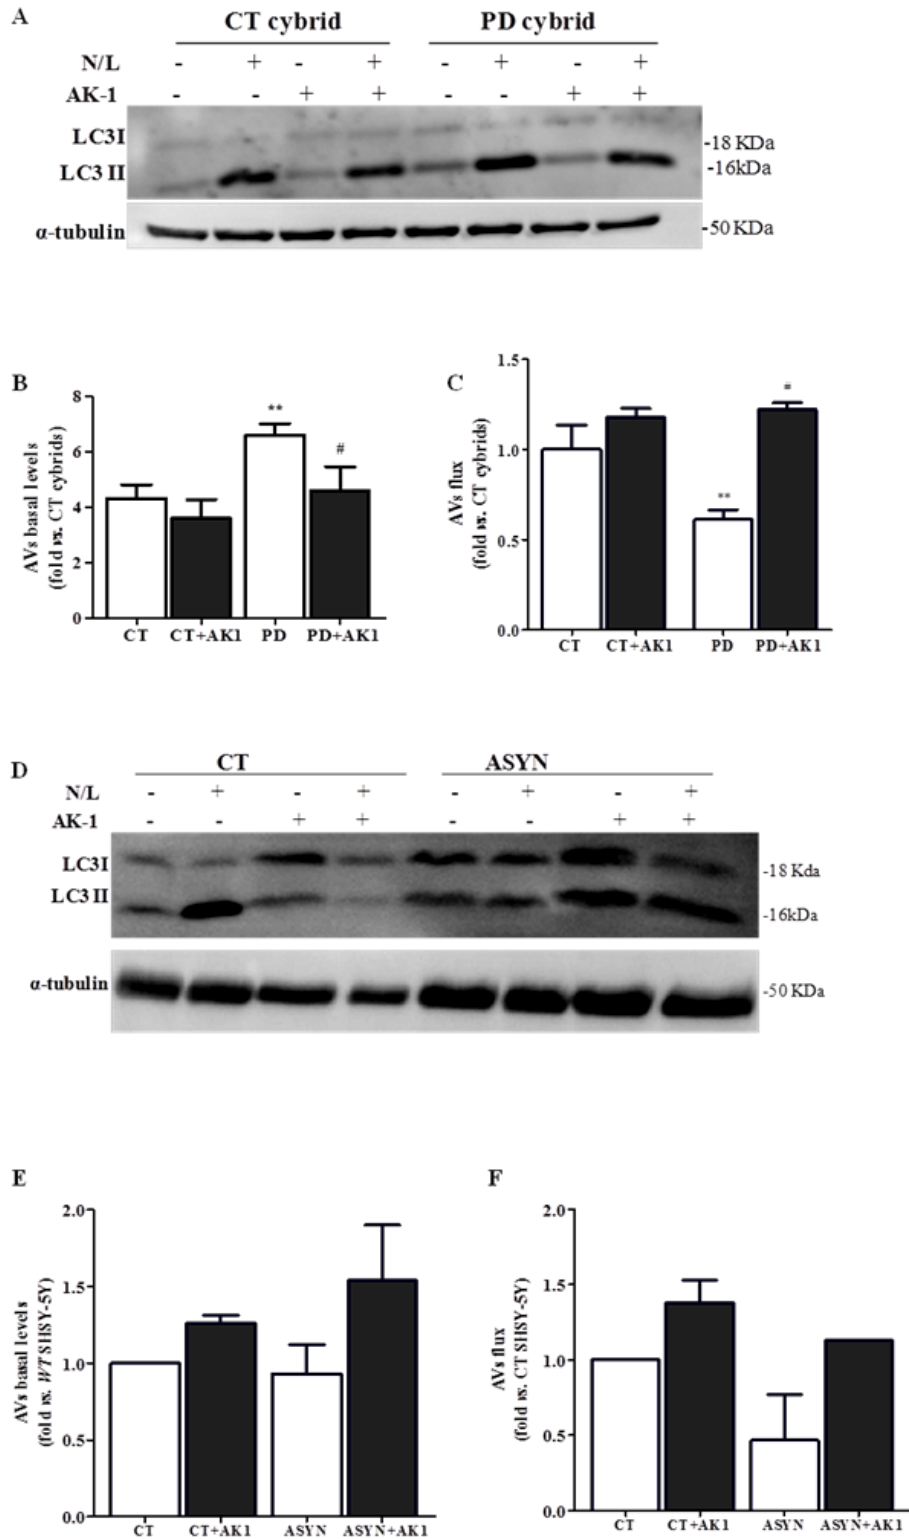 A
CT cybrid PD cybrid
N/L - + - + - + - +
AK-1 - - + + - - + +
LC3I
-18 KDa
LC3 II
-16kDa
α-tubulin
-50 KDa
B
AVs basal levels
(fold vs. CT cybrids)
8
6
4
2
0
**
#
CT CT+AK1 PD PD+AK1
C
AVs flux
(fold vs. CT cybrids)
1.5
1.0
0.5
0.0
**
#
CT CT+AK1 PD PD+AK1
D
CT ASYN
N/L - + - + - + - +
AK-1 - - + + - - + +
LC3I
-18 Kda
LC3 II
-16kDa
α-tubulin
-50 KDa
E
AVs basal levels
(fold vs. WT SHSY-5Y)
2.0
1.5
1.0
0.5
0.0
CT CT+AK1 ASYN ASYN+AK1
F
AVs flux
(fold vs. CT SHSY-5Y)
2.0
1.5
1.0
0.5
0.0
CT CT+AK1 ASYN ASYN+AK1